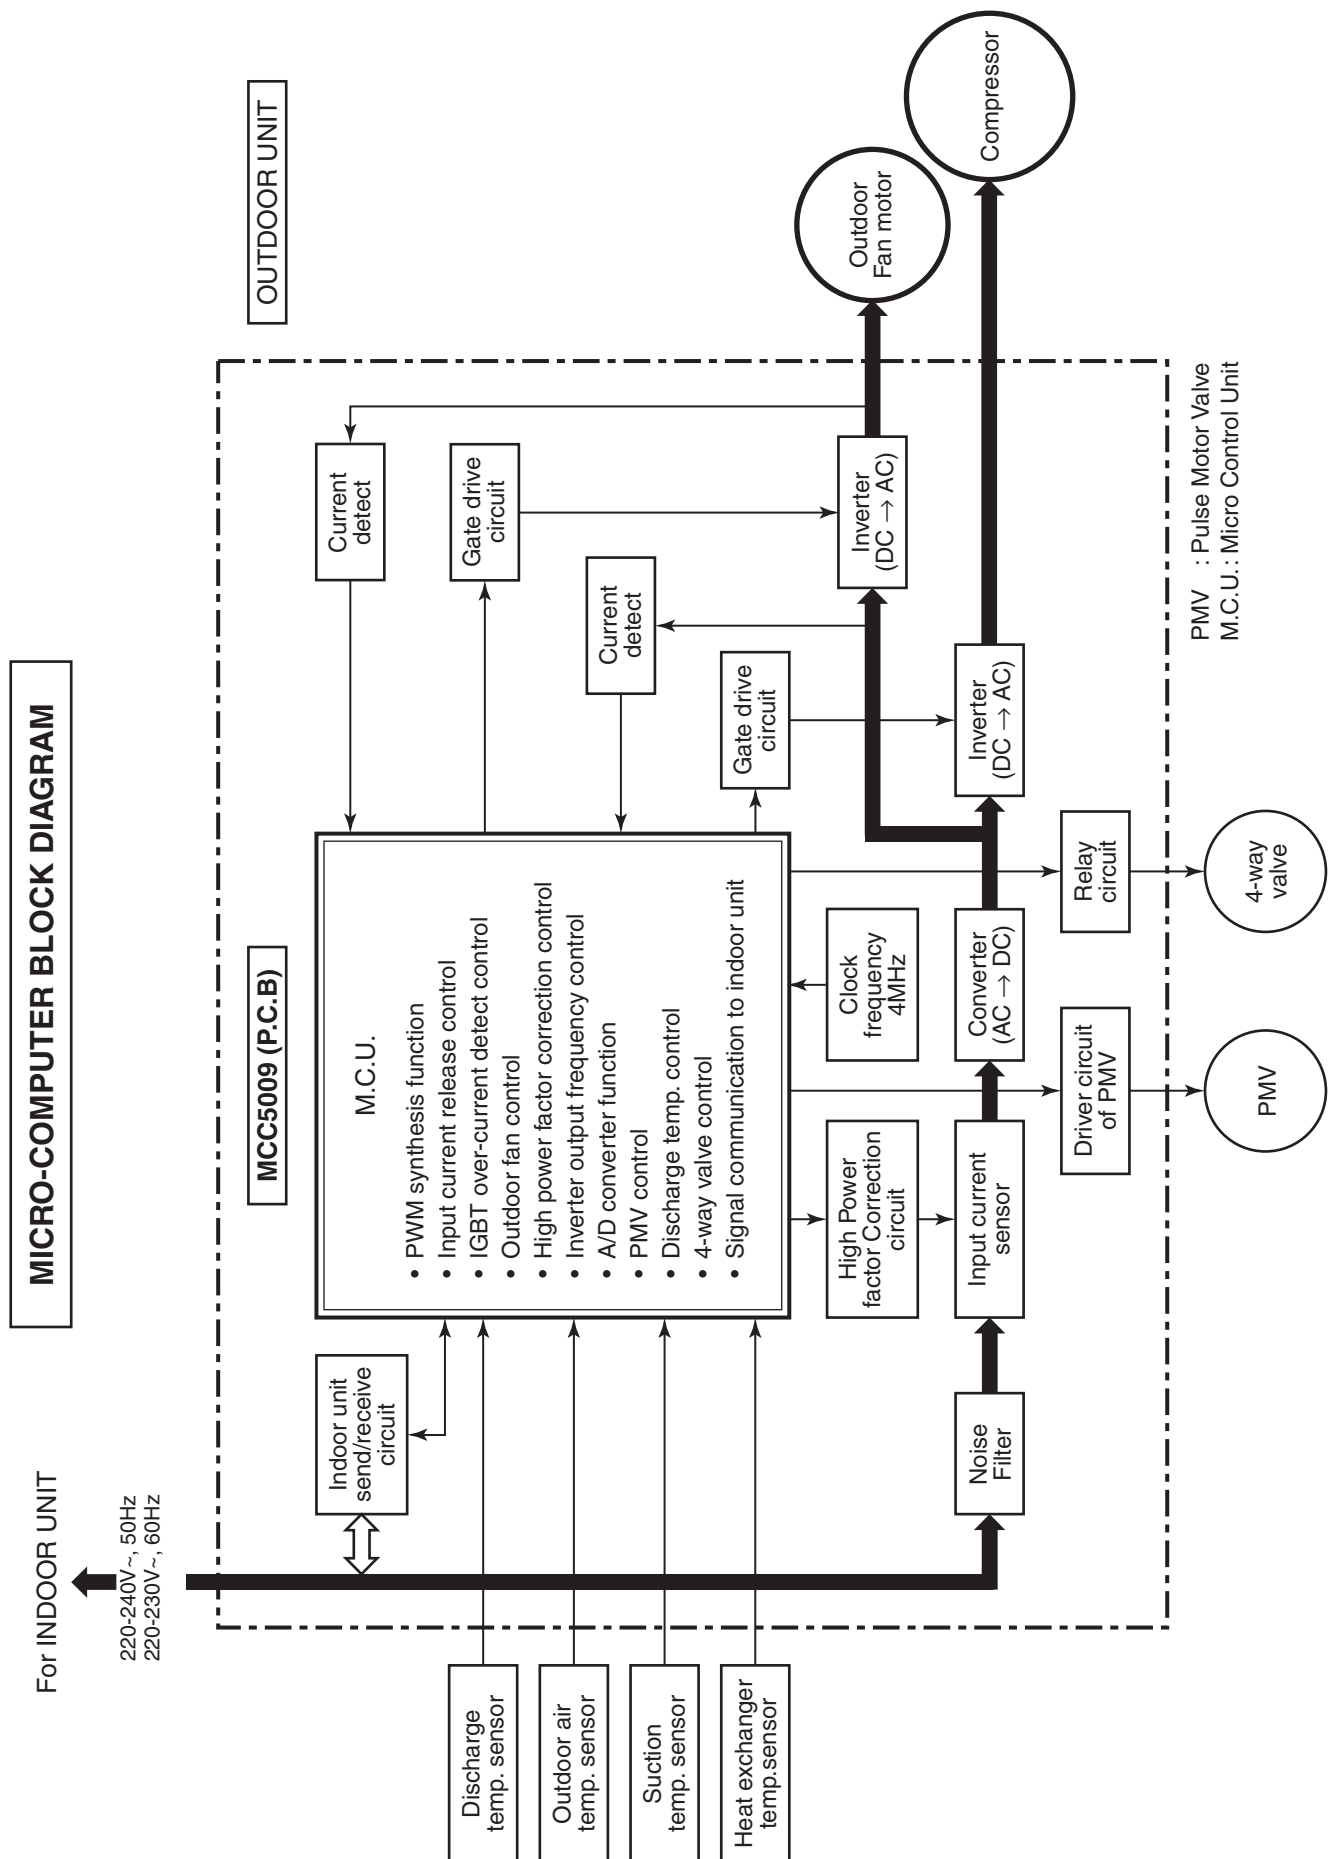 MICRO-COMPUTER BLOCK DIAGRAM
For INDOOR UNIT
220-240V~, 50Hz
220-230V~, 60Hz
MCC5009 (P.C.B)
OUTDOOR UNIT
Indoor unit
send/receive
circuit
M.C.U.
• PWM synthesis function
• Input current release control
• IGBT over-current detect control
• Outdoor fan control
• High power factor correction control
• Inverter output frequency control
• A/D converter function
• PMV control
• Discharge temp. control
• 4-way valve control
• Signal communication to indoor unit
Current
detect
Gate drive
circuit
Current
detect
Gate drive
circuit
Discharge
temp. sensor
Outdoor air
temp. sensor
Suction
temp. sensor
Heat exchanger
temp.sensor
High Power
factor Correction
circuit
Clock
frequency
4MHz
Inverter
(DC → AC)
Outdoor
Fan motor
Noise
Filter
Input current
sensor
Converter
(AC → DC)
Inverter
(DC → AC)
Compressor
Driver circuit
of PMV
Relay
circuit
PMV
4-way
valve
PMV : Pulse Motor Valve
M.C.U.: Micro Control Unit